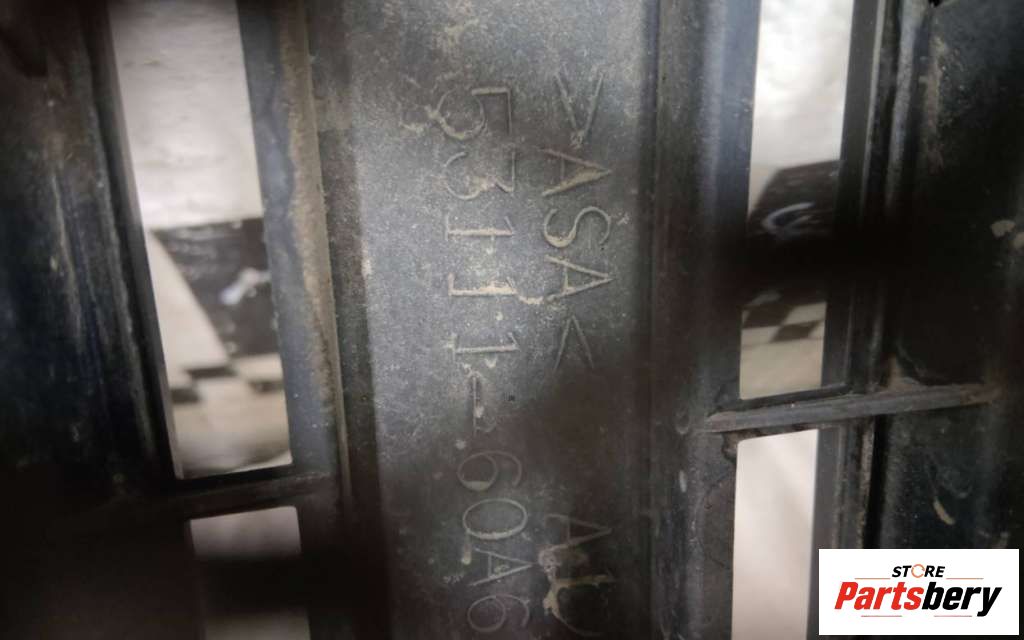 >ASA<
53111-60A6
STORE
Partsbery